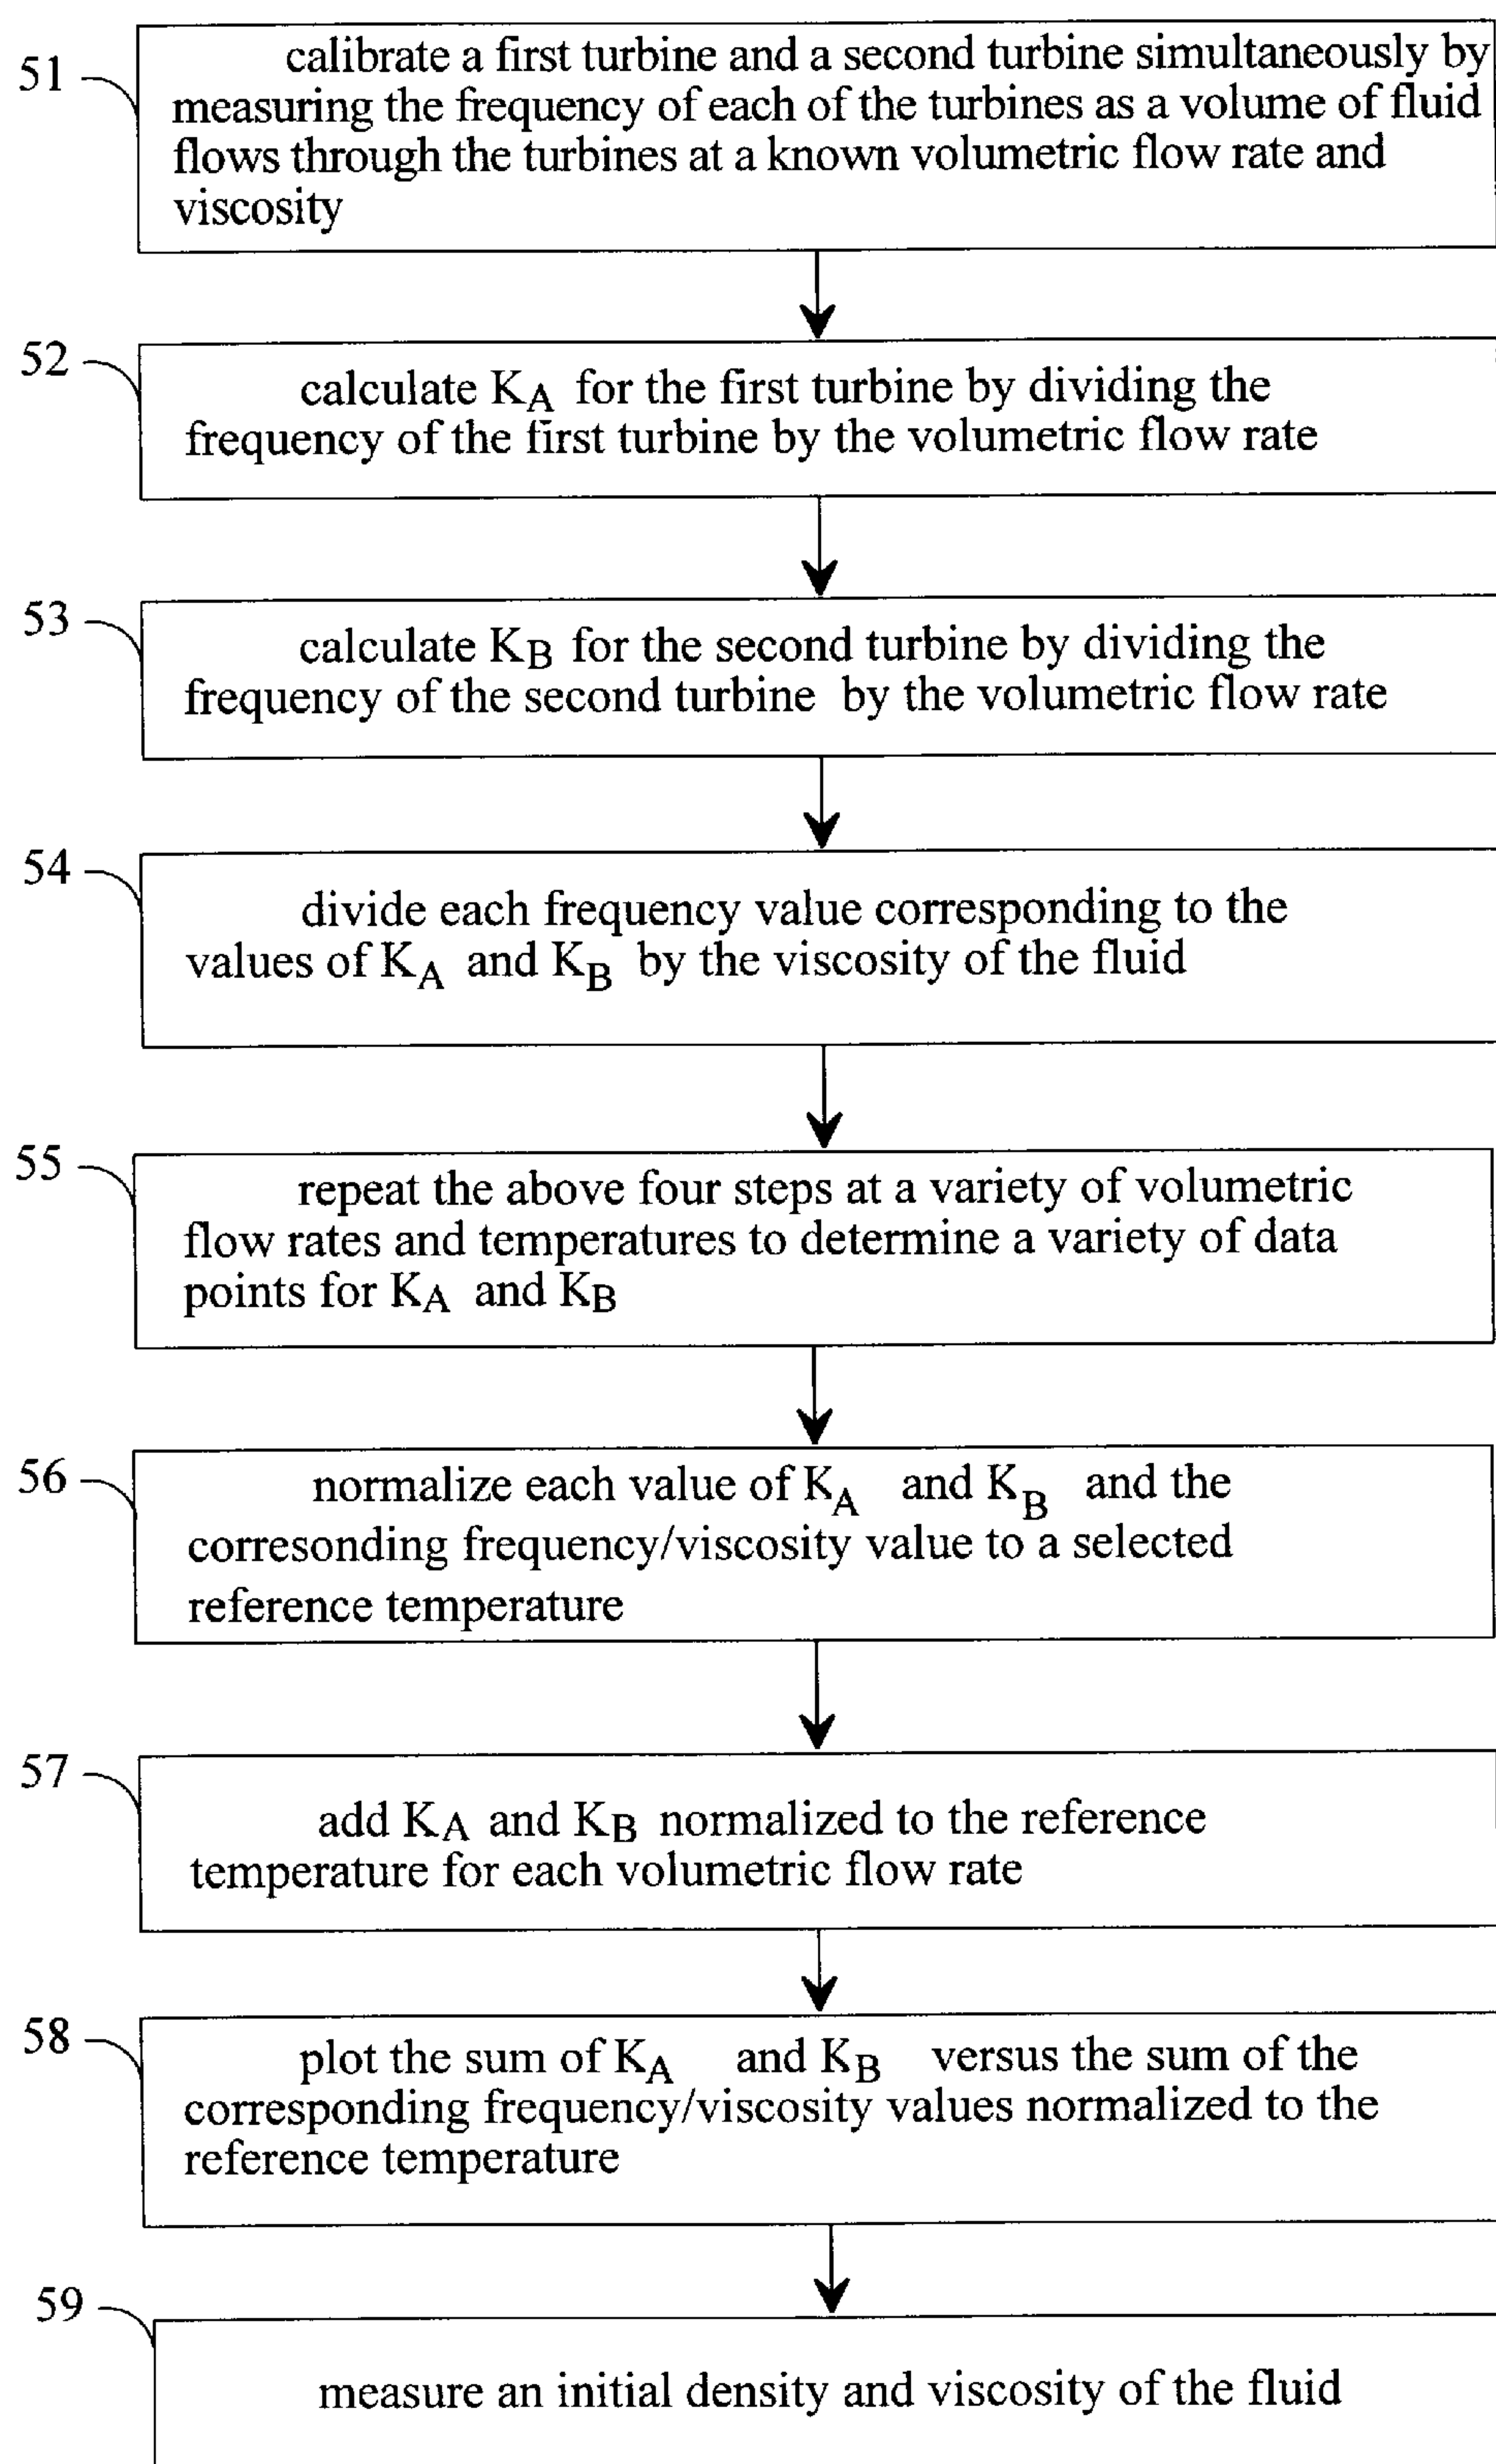 51
calibrate a first turbine and a second turbine simultaneously by
measuring the frequency of each of the turbines as a volume of fluid
flows through the turbines at a known volumetric flow rate and
viscosity
52
calculate KA for the first turbine by dividing the
frequency of the first turbine by the volumetric flow rate
53
calculate KB for the second turbine by dividing the
frequency of the second turbine by the volumetric flow rate
54
divide each frequency value corresponding to the
values of KA and KB by the viscosity of the fluid
55
repeat the above four steps at a variety of volumetric
flow rates and temperatures to determine a variety of data
points for KA and KB
56
normalize each value of KA and KB and the
corresonding frequency/viscosity value to a selected
reference temperature
57
add KA and KB normalized to the reference
temperature for each volumetric flow rate
58
plot the sum of KA and KB versus the sum of the
corresponding frequency/viscosity values normalized to the
reference temperature
59
measure an initial density and viscosity of the fluid